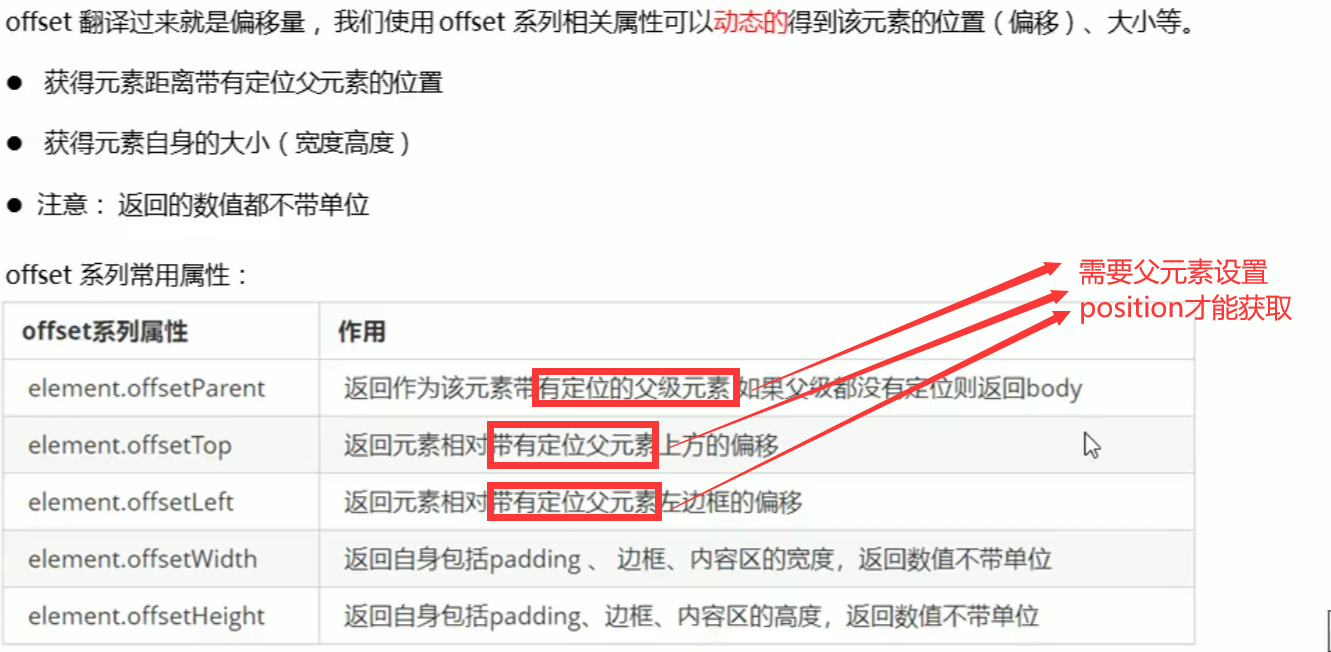 offset 翻译过来就是偏移量，我们使用 offset 系列相关属性可以动态的得到该元素的位置（偏移）、大小等。
● 获得元素距离带有定位父元素的位置
● 获得元素自身的大小（宽度高度）
● 注意： 返回的数值都不带单位
offset 系列常用属性：
需要父元素设置
position才能获取
offset系列属性 作用
element.offsetParent 返回作为该元素带有定位的父级元素 如果父级都没有定位则返回body
element.offsetTop 返回元素相对带有定位父元素上方的偏移
element.offsetLeft 返回元素相对带有定位父元素左边框的偏移
element.offsetWidth 返回自身包括padding 、 边框、内容区的宽度，返回数值不带单位
element.offsetHeight 返回自身包括padding、边框、内容区的高度，返回数值不带单位